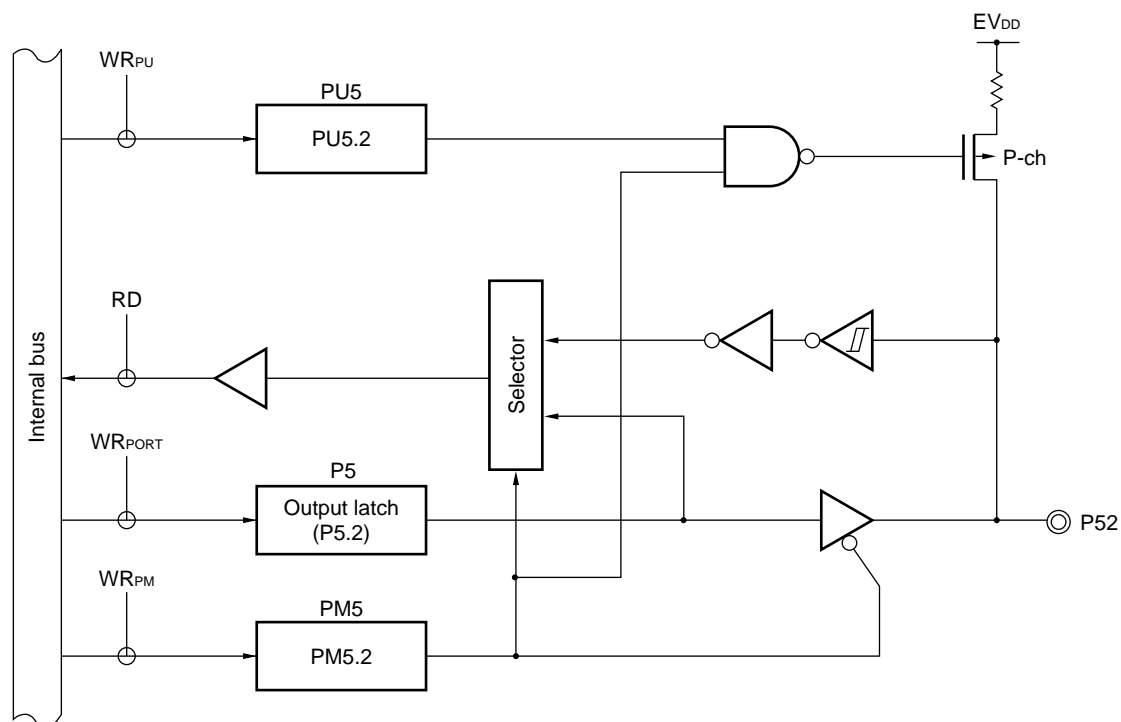 EVDD
WRPU
PU5
PU5.2
P-ch
RD
Internal bus
Selector
WRPORT
P5
Output latch
(P5.2)
P52
WRPM
PM5
PM5.2